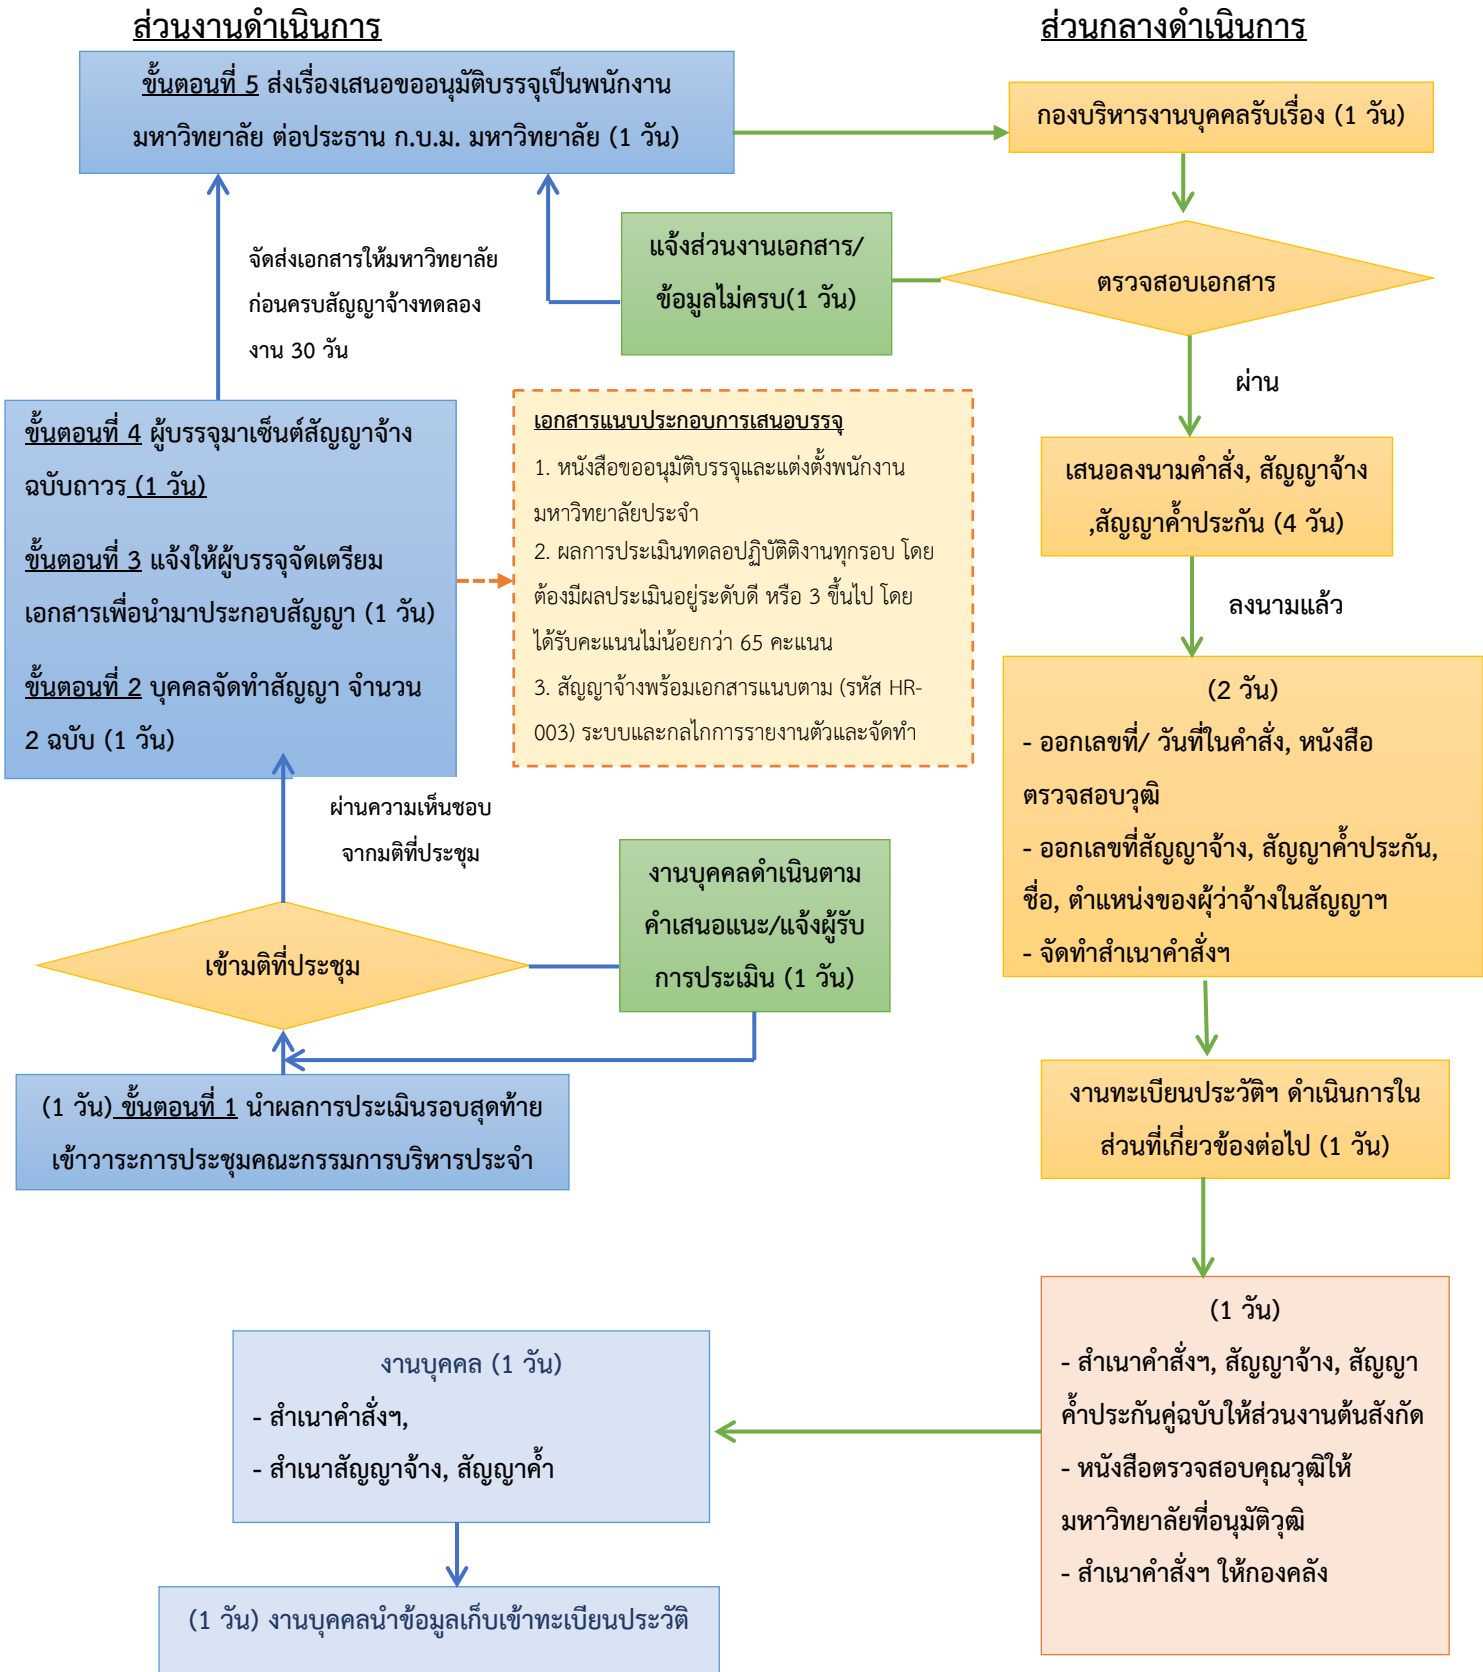 ส่วนงานดำเนินการ
ส่วนกลางดำเนินการ
ขั้นตอนที่ 5 ส่งเรื่องเสนอขออนุมัติบรรจุเป็นพนักงาน
มหาวิทยาลัย ต่อประธาน ก.บ.ม. มหาวิทยาลัย (1 วัน)
กองบริหารงานบุคคลรับเรื่อง (1 วัน)
แจ้งส่วนงานเอกสาร/
ข้อมูลไม่ครบ(1 วัน)
ตรวจสอบเอกสาร
จัดส่งเอกสารให้มหาวิทยาลัย
ก่อนครบสัญญาจ้างทดลอง
งาน 30 วัน
ผ่าน
ขั้นตอนที่ 4 ผู้บรรจุมาเซ็นต์สัญญาจ้าง
ฉบับถาวร (1 วัน)
ขั้นตอนที่ 3 แจ้งให้ผู้บรรจุจัดเตรียม
เอกสารเพื่อนำมาประกอบสัญญา (1 วัน)
ขั้นตอนที่ 2 บุคคลจัดทำสัญญา จำนวน
2 ฉบับ (1 วัน)
เอกสารแนบประกอบการเสนอบรรจุ
1. หนังสือขออนุมัติบรรจุและแต่งตั้งพนักงาน
มหาวิทยาลัยประจำ
2. ผลการประเมินทดลอปฏิบัติติงานทุกรอบ โดย
ต้องมีผลประเมินอยู่ระดับดี หรือ 3 ขึ้นไป โดย
ได้รับคะแนนไม่น้อยกว่า 65 คะแนน
3. สัญญาจ้างพร้อมเอกสารแนบตาม (รหัส HR-
003) ระบบและกลไกการรายงานตัวและจัดทำ
เสนอลงนามคำสั่ง, สัญญาจ้าง
,สัญญาค้ำประกัน (4 วัน)
ลงนามแล้ว
(2 วัน)
- ออกเลขที่/ วันที่ในคำสั่ง, หนังสือ
ตรวจสอบวุฒิ
- ออกเลขที่สัญญาจ้าง, สัญญาค้ำประกัน,
ชื่อ, ตำแหน่งของผุ้ว่าจ้างในสัญญาฯ
- จัดทำสำเนาคำสั่งฯ
ผ่านความเห็นชอบ
จากมติที่ประชุม
งานบุคคลดำเนินตาม
คำเสนอแนะ/แจ้งผู้รับ
การประเมิน (1 วัน)
เข้ามติที่ประชุม
(1 วัน) ขั้นตอนที่ 1 นำผลการประเมินรอบสุดท้าย
เข้าวาระการประชุมคณะกรรมการบริหารประจำ
งานทะเบียนประวัติฯ ดำเนินการใน
ส่วนที่เกี่ยวข้องต่อไป (1 วัน)
(1 วัน)
- สำเนาคำสั่งฯ, สัญญาจ้าง, สัญญา
ค้ำประกันคู่ฉบับให้ส่วนงานต้นสังกัด
- หนังสือตรวจสอบคุณวุฒิให้
มหาวิทยาลัยที่อนุมัติวุฒิ
- สำเนาคำสั่งฯ ให้กองคลัง
งานบุคคล (1 วัน)
- สำเนาคำสั่งฯ,
- สำเนาสัญญาจ้าง, สัญญาค้ำ
(1 วัน) งานบุคคลนำข้อมูลเก็บเข้าทะเบียนประวัติ